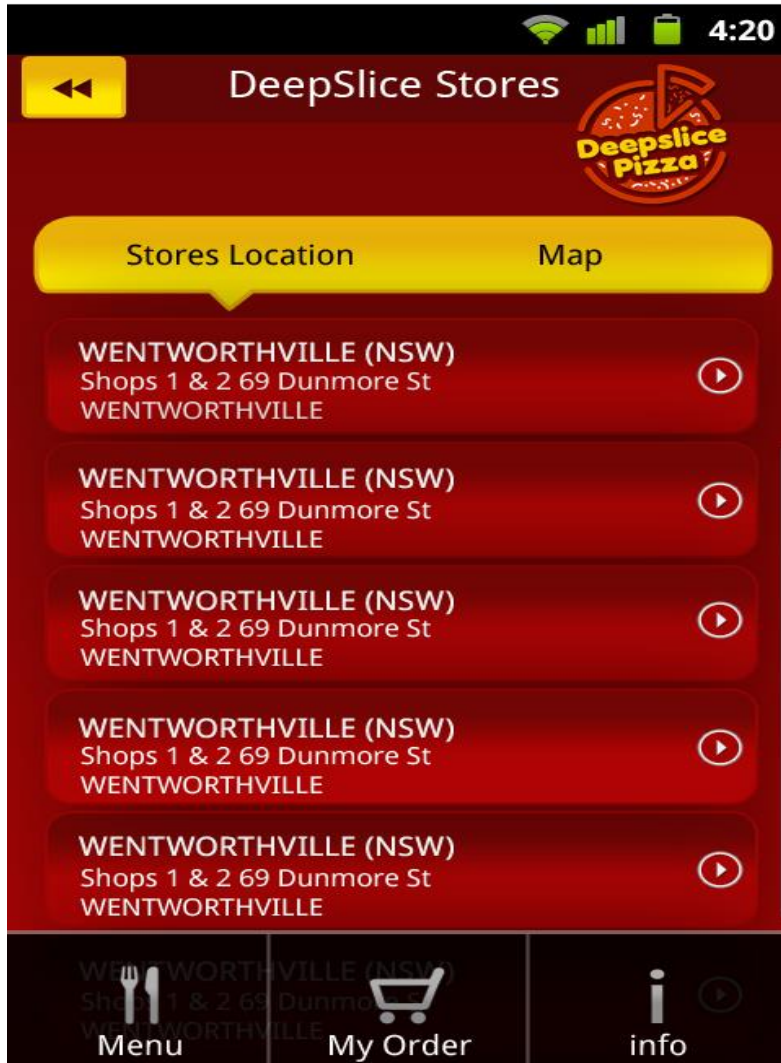 4:20
DeepSlice Stores
Deepslice
Pizza
Stores Location
Map
WENTWORTHVILLE (NSW)
Shops 1 & 2 69 Dunmore St
WENTWORTHVILLE
WENTWORTHVILLE (NSW)
Shops 1 & 2 69 Dunmore St
WENTWORTHVILLE
WENTWORTHVILLE (NSW)
Shops 1 & 2 69 Dunmore St
WENTWORTHVILLE
WENTWORTHVILLE (NSW)
Shops 1 & 2 69 Dunmore St
WENTWORTHVILLE
WENTWORTHVILLE (NSW)
Shops 1 & 2 69 Dunmore St
WENTWORTHVILLE
Menu
My Order
info